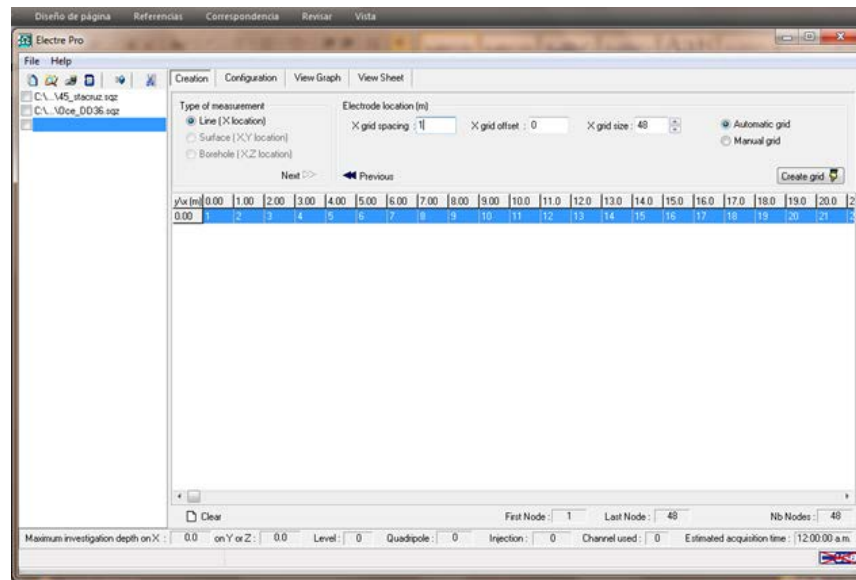 Diseño de página Referencias Correspondencia Revisar Vista
Electre Pro
File Help
C:\...\45_stacruz.sqz
C:\...\Oce_DD36.sqz
Creation Configuration View Graph View Sheet
Type of measurement
Line (X location)
Surface (X,Y location)
Borehole (X,Z location)
Next >>
Electrode location (m)
X grid spacing : 1 X grid offset : 0 X grid size : 48
Previous
Automatic grid
Manual grid
Create grid
y\x (m) 0.00 1.00 2.00 3.00 4.00 5.00 6.00 7.00 8.00 9.00 10.0 11.0 12.0 13.0 14.0 15.0 16.0 17.0 18.0 19.0 20.0 2
0.00 1 2 3 4 5 6 7 8 9 10 11 12 13 14 15 16 17 18 19 20 21 2
Clear First Node : 1 Last Node : 48 Nb Nodes : 48
Maximum investigation depth on X : 0.0 on Y or Z : 0.0 Level : 0 Quadripole : 0 Injection : 0 Channel used : 0 Estimated acquisition time : 12:00:00 a.m.